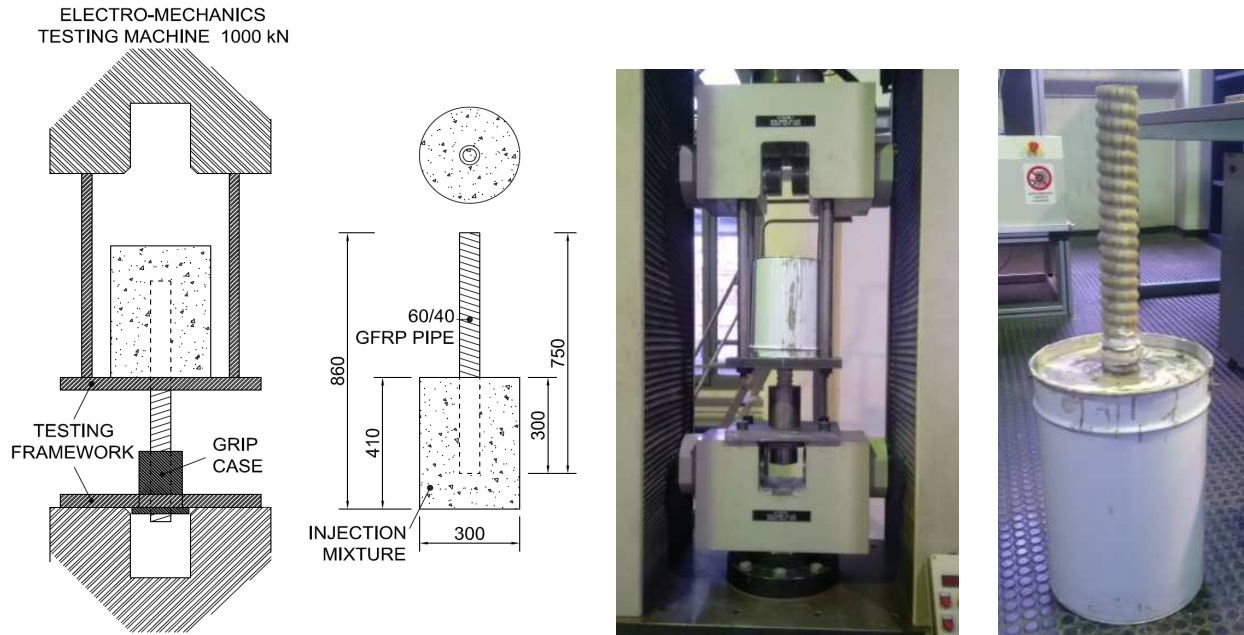 ELECTRO-MECHANICS
TESTING MACHINE 1000 kN
TESTING
FRAMEWORK
GRIP
CASE
60/40
GFRP PIPE
860
410
750
300
INJECTION
MIXTURE
300